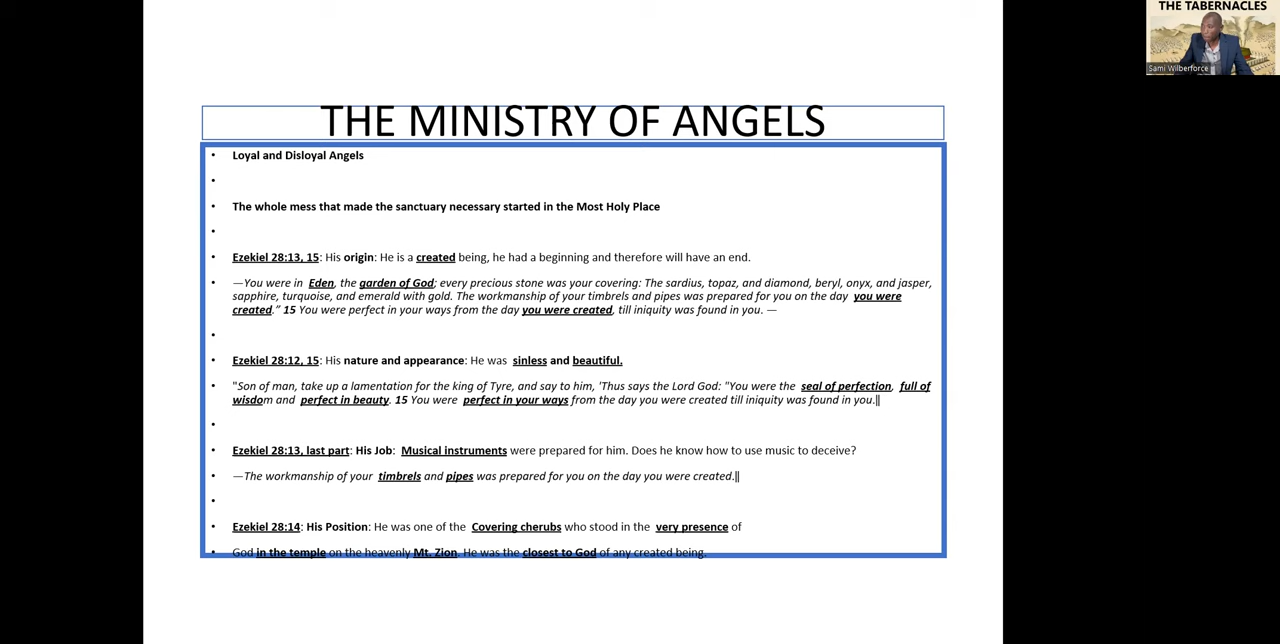 THE TABERNACLES
Sami Wilberforce
THE MINISTRY OF ANGELS
• Loyal and Disloyal Angels
•
• The whole mess that made the sanctuary necessary started in the Most Holy Place
•
• Ezekiel 28:13, 15: His origin: He is a created being, he had a beginning and therefore will have an end.
• —You were in Eden, the garden of God; every precious stone was your covering: The sardius, topaz, and diamond, beryl, onyx, and jasper,
sapphire, turquoise, and emerald with gold. The workmanship of your timbrels and pipes was prepared for you on the day you were
created.” 15 You were perfect in your ways from the day you were created, till iniquity was found in you. —
•
• Ezekiel 28:12, 15: His nature and appearance: He was sinless and beautiful.
• "Son of man, take up a lamentation for the king of Tyre, and say to him, 'Thus says the Lord God: "You were the seal of perfection, full of
wisdom and perfect in beauty. 15 You were perfect in your ways from the day you were created till iniquity was found in you.‖
•
• Ezekiel 28:13, last part: His Job: Musical instruments were prepared for him. Does he know how to use music to deceive?
• —The workmanship of your timbrels and pipes was prepared for you on the day you were created.‖
•
• Ezekiel 28:14: His Position: He was one of the Covering cherubs who stood in the very presence of
• God in the temple on the heavenly Mt. Zion. He was the closest to God of any created being.